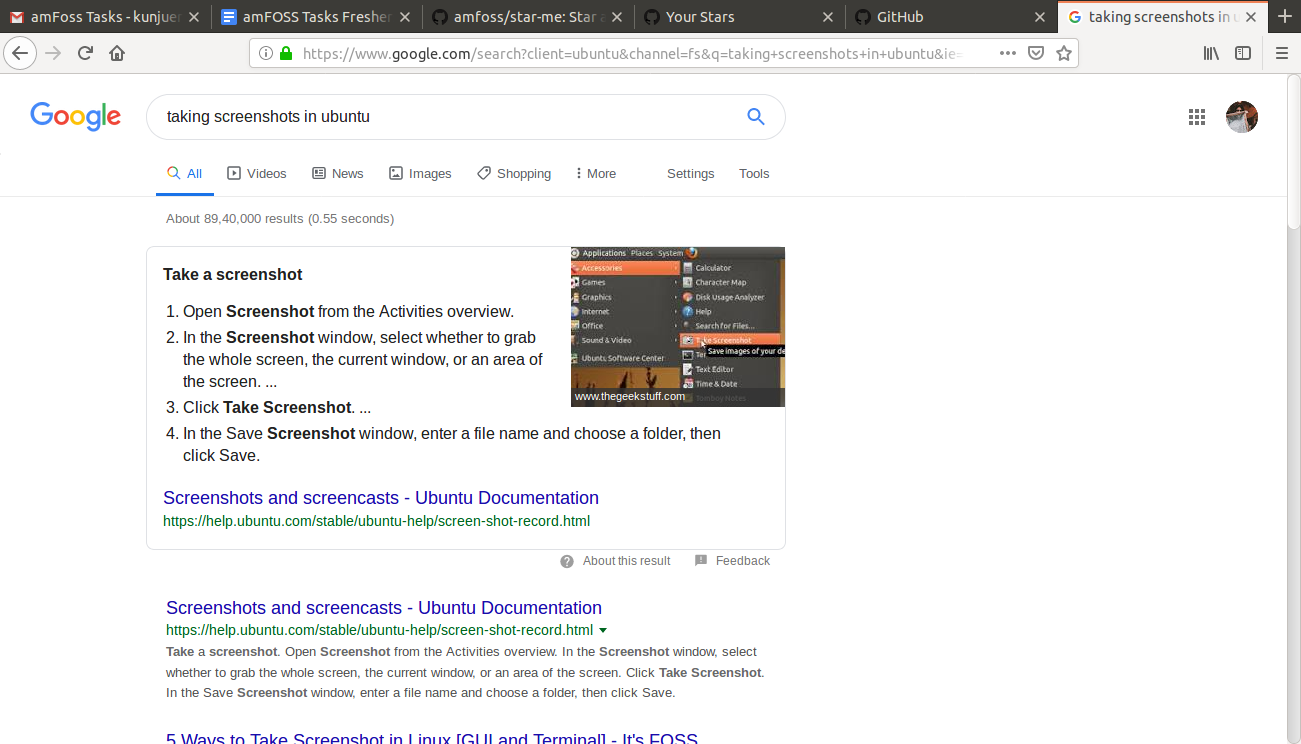 amFoss Tasks - kunjue
amFOSS Tasks Freshe
amfoss/star-me: Star a
Your Stars
GitHub
taking screenshots in u
https://www.google.com/search?client=ubuntu&channel=fs&q=taking+screenshots+in+ubuntu&ie=
Google
taking screenshots in ubuntu
All Videos News Images Shopping More Settings Tools
About 89,40,000 results (0.55 seconds)
Take a screenshot
1. Open Screenshot from the Activities overview.
2. In the Screenshot window, select whether to grab
the whole screen, the current window, or an area of
the screen. ...
3. Click Take Screenshot. ...
4. In the Save Screenshot window, enter a file name and choose a folder, then
click Save.
Applications Places System
Accessories
Games
Graphics
Internet
Office
Sound & Video
Ubuntu Software Center
Calculator
Character Map
Disk Usage Analyzer
Help
Search for Files...
Take Screenshot
Save images of your de
Te
Text Editor
Time & Date
Tomboy Notes
www.thegeekstuff.com
Screenshots and screencasts - Ubuntu Documentation
https://help.ubuntu.com/stable/ubuntu-help/screen-shot-record.html
About this result Feedback
Screenshots and screencasts - Ubuntu Documentation
https://help.ubuntu.com/stable/ubuntu-help/screen-shot-record.html
Take a screenshot. Open Screenshot from the Activities overview. In the Screenshot window, select
whether to grab the whole screen, the current window, or an area of the screen. Click Take Screenshot.
In the Save Screenshot window, enter a file name and choose a folder, then click Save.
5 Ways to Take Screenshot in Linux [GUI and Terminal] - It's FOSS